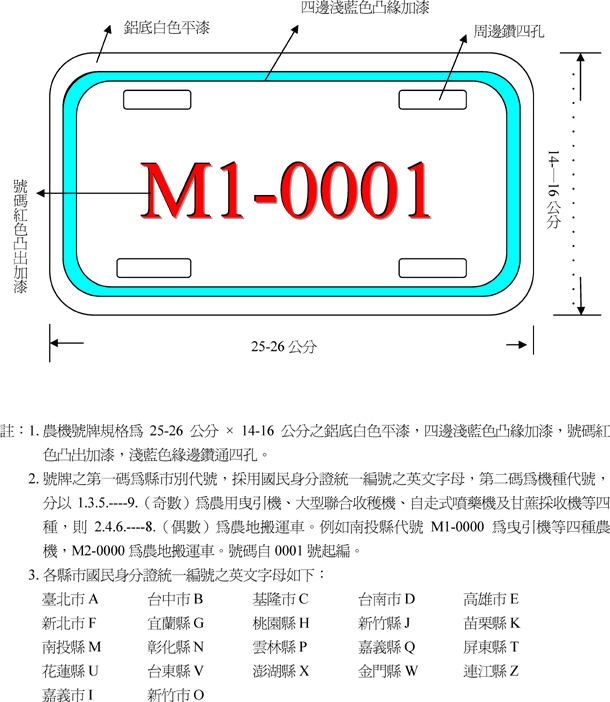 四邊淺藍色凸緣加漆
鋁底白色平漆
周邊鑽四孔
M1-0001
號碼紅色凸出加漆
14-—16 公分
25-26 公分
註：1. 農機號牌規格為 25-26 公分 × 14-16 公分之鋁底白色平漆，四邊淺藍色凸緣加漆，號碼紅
色凸出加漆，淺藍色緣邊鑽通四孔。
2. 號牌之第一碼為縣市別代號，採用國民身分證統一編號之英文字母，第二碼為機種代號，
分以 1.3.5.----9.（奇數）為農用曳引機、大型聯合收穫機、自走式噴藥機及甘蔗採收機等四
種，則 2.4.6.----8.（偶數）為農地搬運車。例如南投縣代號 M1-0000 為曳引機等四種農
機，M2-0000為農地搬運車。號碼自 0001 號起編。
3. 各縣市國民身分證統一編號之英文字母如下：
臺北市 A 台中市 B 基隆市 C 台南市 D 高雄市 E
新北市 F 宜蘭縣 G 桃園縣 H 新竹縣 J 苗栗縣 K
南投縣 M 彰化縣 N 雲林縣 P 嘉義縣 Q 屏東縣 T
花蓮縣 U 台東縣 V 澎湖縣 X 金門縣 W 連江縣 Z
嘉義市 I 新竹市 O